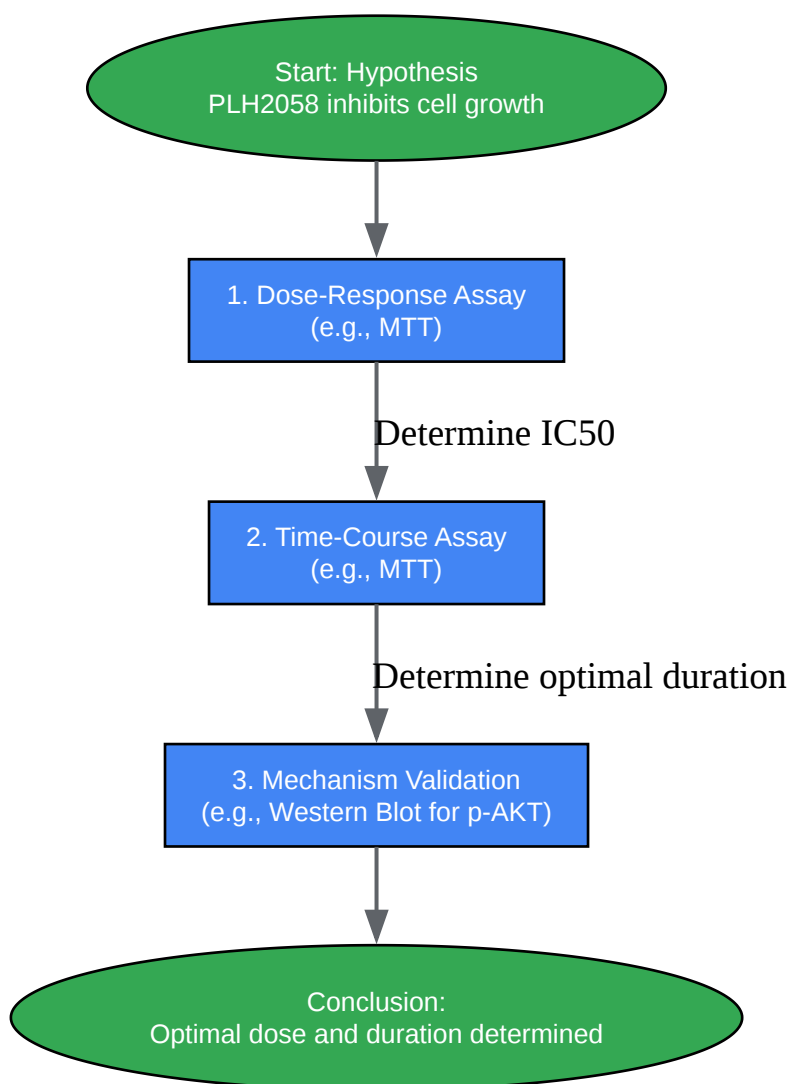 Start: Hypothesis
PLH2058 inhibits cell growth
1. Dose-Response Assay
(e.g., MTT)
Determine IC50
2. Time-Course Assay
(e.g., MTT)
Determine optimal duration
3. Mechanism Validation
(e.g., Western Blot for p-AKT)
Conclusion:
Optimal dose and duration determined